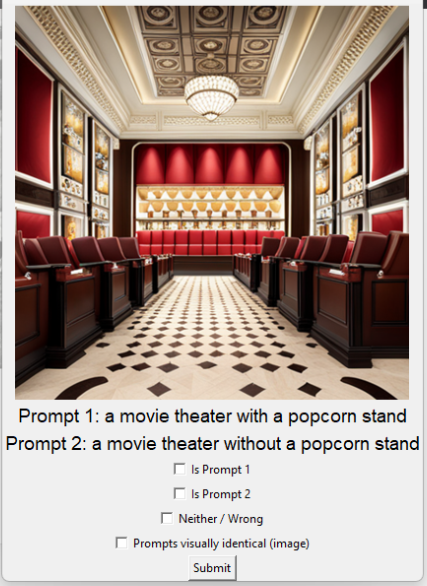 Prompt 1: a movie theater with a popcorn stand
Prompt 2: a movie theater without a popcorn stand
Is Prompt 1
Is Prompt 2
Neither / Wrong
Prompts visually identical (image)
Submit